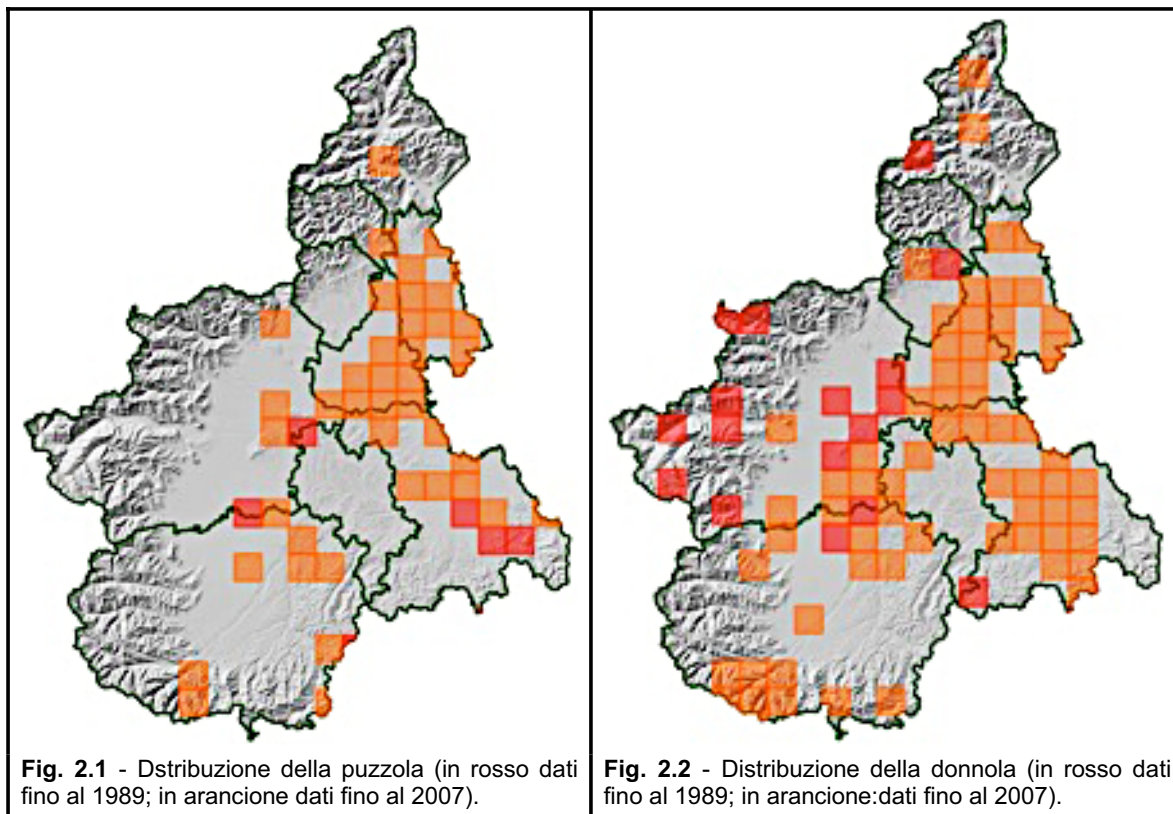 Fig. 2.1 - Dstribuzione della puzzola (in rosso dati
fino al 1989; in arancione dati fino al 2007).
Fig. 2.2 - Distribuzione della donnola (in rosso dati
fino al 1989; in arancione:dati fino al 2007).